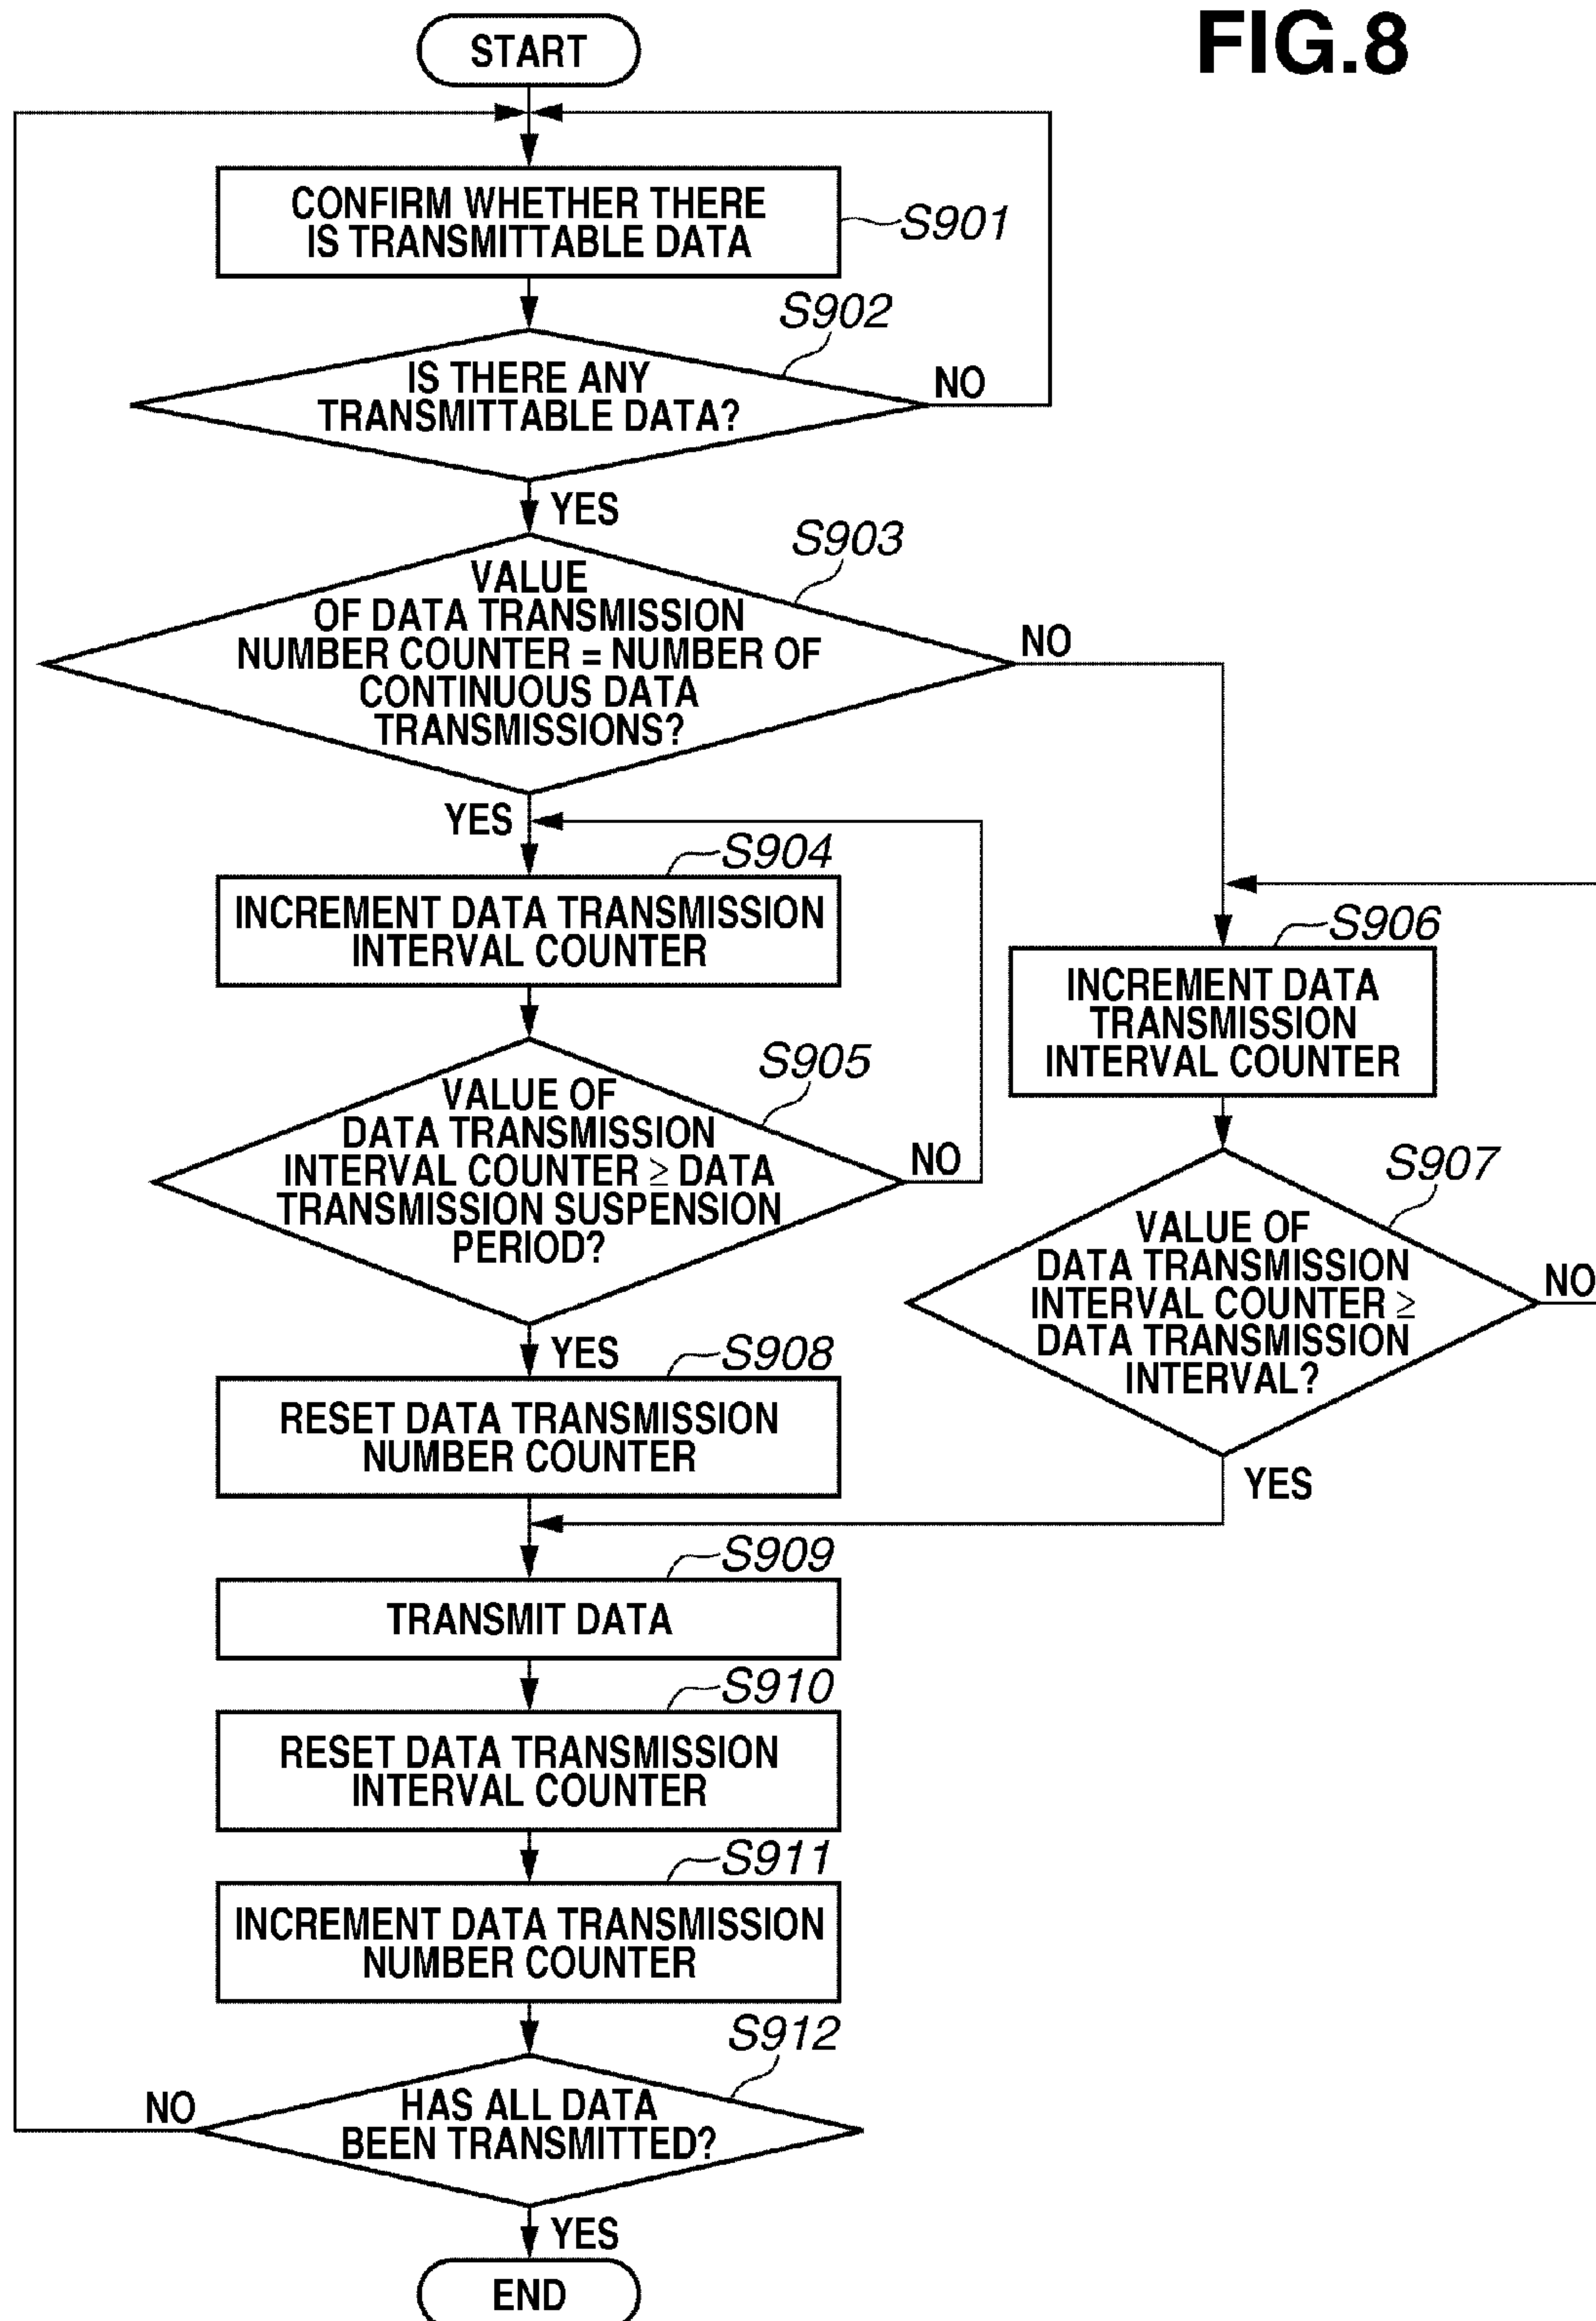 FIG.8
START
CONFIRM WHETHER THERE
IS TRANSMITTABLE DATA
S901
S902
IS THERE ANY
TRANSMITTABLE DATA?
NO
YES
S903
VALUE
OF DATA TRANSMISSION
NUMBER COUNTER = NUMBER OF
CONTINUOUS DATA
TRANSMISSIONS?
NO
YES
S904
INCREMENT DATA TRANSMISSION
INTERVAL COUNTER
S905
VALUE OF
DATA TRANSMISSION
INTERVAL COUNTER ≥ DATA
TRANSMISSION SUSPENSION
PERIOD?
NO
YES
S906
INCREMENT DATA
TRANSMISSION
INTERVAL COUNTER
S907
VALUE OF
DATA TRANSMISSION
INTERVAL COUNTER ≥
DATA TRANSMISSION
INTERVAL?
NO
YES
S908
RESET DATA TRANSMISSION
NUMBER COUNTER
S909
TRANSMIT DATA
S910
RESET DATA TRANSMISSION
INTERVAL COUNTER
S911
INCREMENT DATA TRANSMISSION
NUMBER COUNTER
S912
HAS ALL DATA
BEEN TRANSMITTED?
NO
YES
END